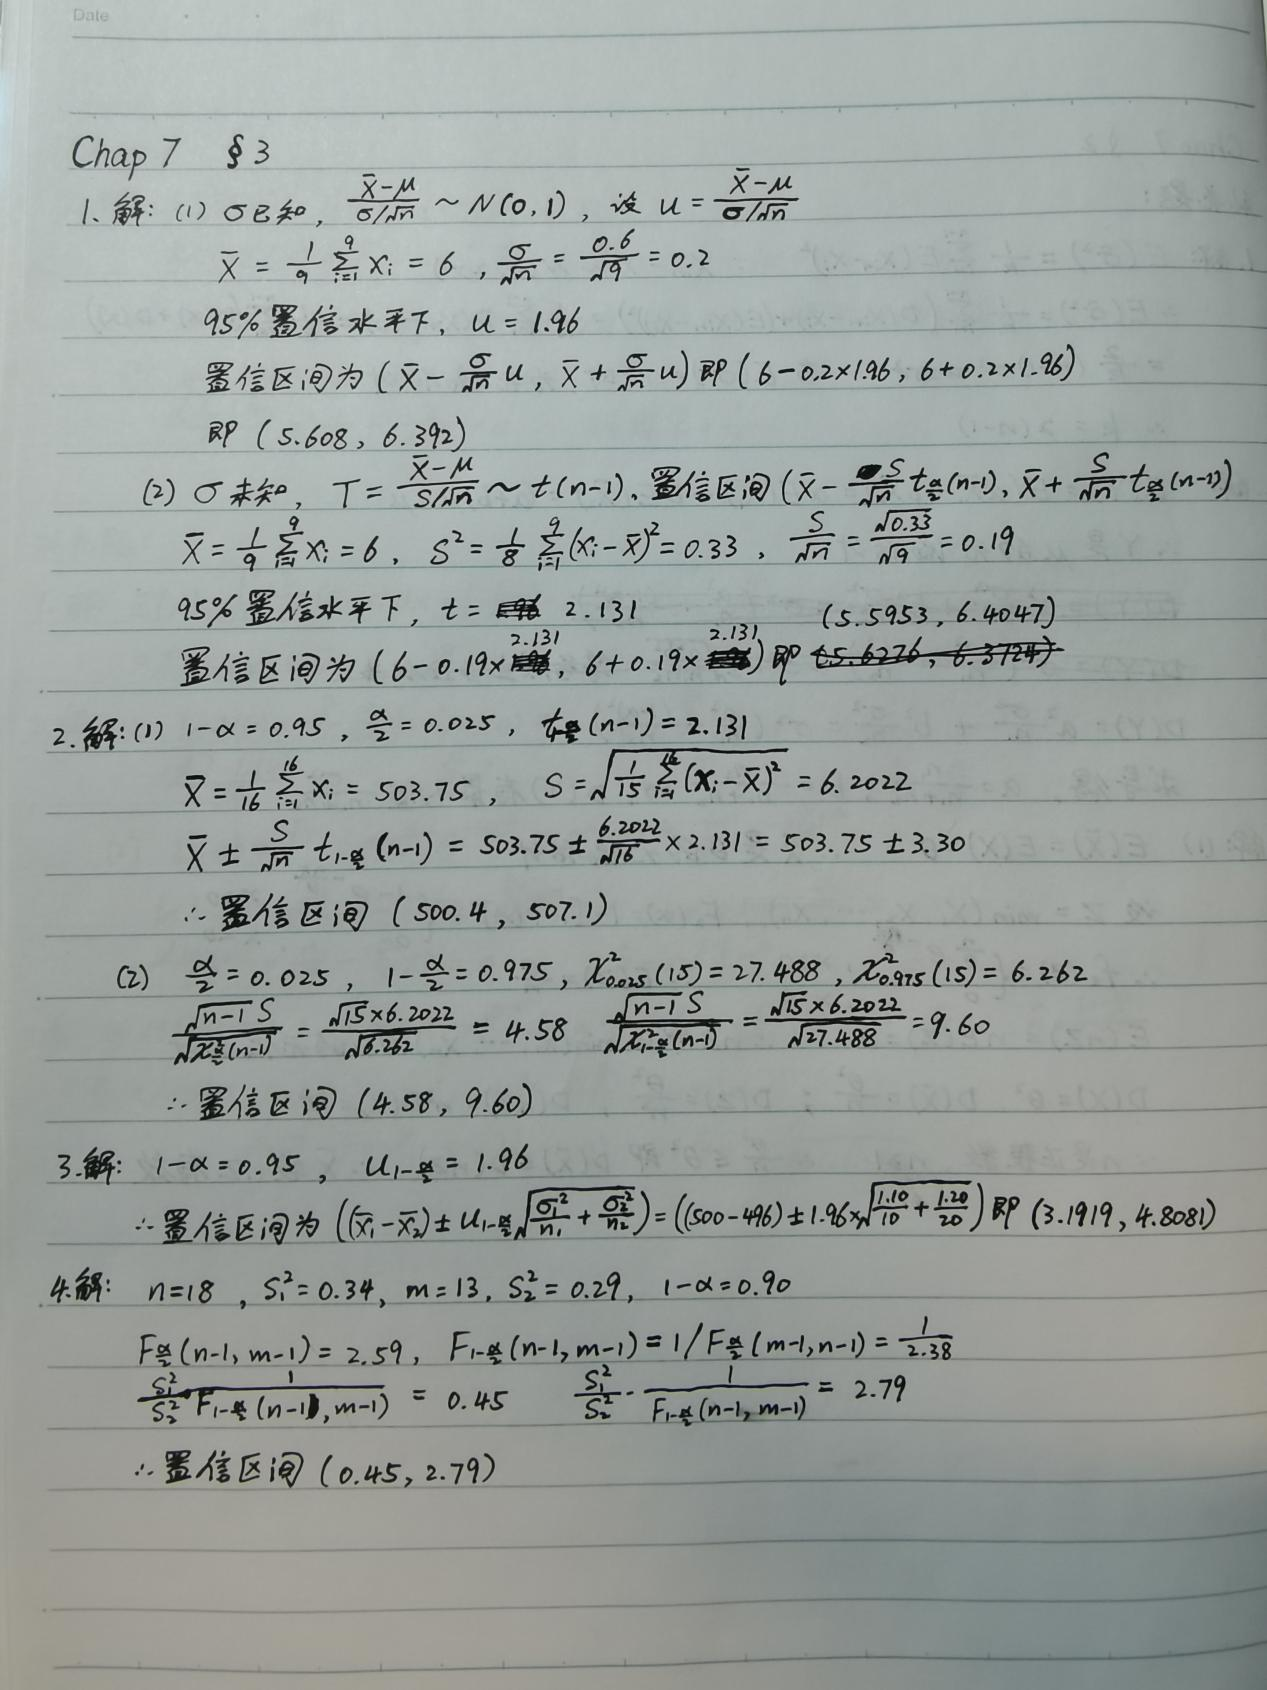 Date
Chap 7 §3
1. 解: (1) σ已知, (X̄-μ)/(σ/√n) ~ N(0,1), 设 u = (X̄-μ)/(σ/√n)
X̄ = 1/9 ∑_{i=1}^{9} xᵢ = 6, σ/√n = 0.6/√9 = 0.2
95%置信水平下, u = 1.96
置信区间为 (X̄ - σ/√n u, X̄ + σ/√n u) 即 (6-0.2×1.96, 6+0.2×1.96)
即 (5.608, 6.392)
(2) σ未知, T = (X̄-μ)/(S/√n) ~ t(n-1), 置信区间 (X̄ - S/√n t_{α/2}(n-1), X̄ + S/√n t_{α/2}(n-1))
X̄ = 1/9 ∑_{i=1}^{9} xᵢ = 6, S² = 1/8 ∑_{i=1}^{9} (xᵢ-X̄)² = 0.33, S/√n = √0.33/√9 = 0.19
95%置信水平下, t = 2.131
置信区间为 (6-0.19×2.131, 6+0.19×2.131) 即 (5.5953, 6.4047)
2. 解: (1) 1-α = 0.95, α/2 = 0.025, t_{1-α/2}(n-1) = 2.131
X̄ = 1/16 ∑_{i=1}^{16} xᵢ = 503.75, S = √(1/15 ∑_{i=1}^{16} (xᵢ-X̄)²) = 6.2022
X̄ ± S/√n t_{1-α/2}(n-1) = 503.75 ± 6.2022/√16 × 2.131 = 503.75 ± 3.30
∴ 置信区间 (500.4, 507.1)
(2) α/2 = 0.025, 1-α/2 = 0.975, χ²_{0.025}(15) = 27.488, χ²_{0.975}(15) = 6.262
√(n-1) S/√(χ²_{α/2}(n-1)) = √15×6.2022/√6.262 = 4.58 √(n-1) S/√(χ²_{1-α/2}(n-1)) = √15×6.2022/√27.488 = 9.60
∴ 置信区间 (4.58, 9.60)
3. 解: 1-α = 0.95, u_{1-α/2} = 1.96
∴ 置信区间为 ((x̄₁-x̄₂) ± u_{1-α/2} √(σ₁²/n₁ + σ₂²/n₂)) = ((500-496) ± 1.96×√(1.10/10 + 1.20/20)) 即 (3.1919, 4.8081)
4. 解: n=18, S₁² = 0.34, m=13, S₂² = 0.29, 1-α = 0.90
F_{α/2}(n-1, m-1) = 2.59, F_{1-α/2}(n-1, m-1) = 1/F_{α/2}(m-1, n-1) = 1/2.38
S₁²/S₂² · 1/F_{1-α/2}(n-1, m-1) = 0.45 S₁²/S₂² · 1/F_{1-α/2}(n-1, m-1) = 2.79
∴ 置信区间 (0.45, 2.79)